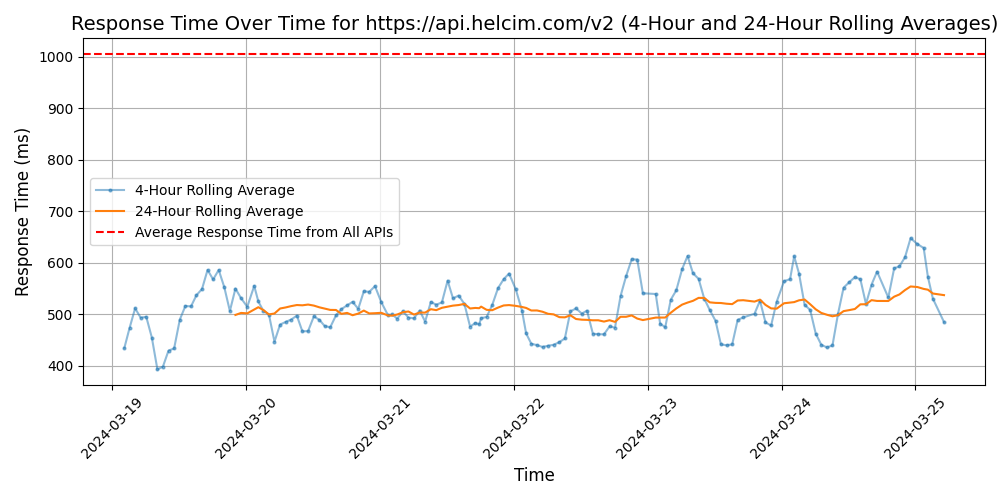 Response Time Over Time for https://api.helcim.com/v2 (4-Hour and 24-Hour Rolling Averages)
Response Time (ms)
1000
900
800
700
600
500
400
4-Hour Rolling Average
24-Hour Rolling Average
Average Response Time from All APIs
2024-03-19
2024-03-20
2024-03-21
2024-03-22
2024-03-23
2024-03-24
2024-03-25
Time